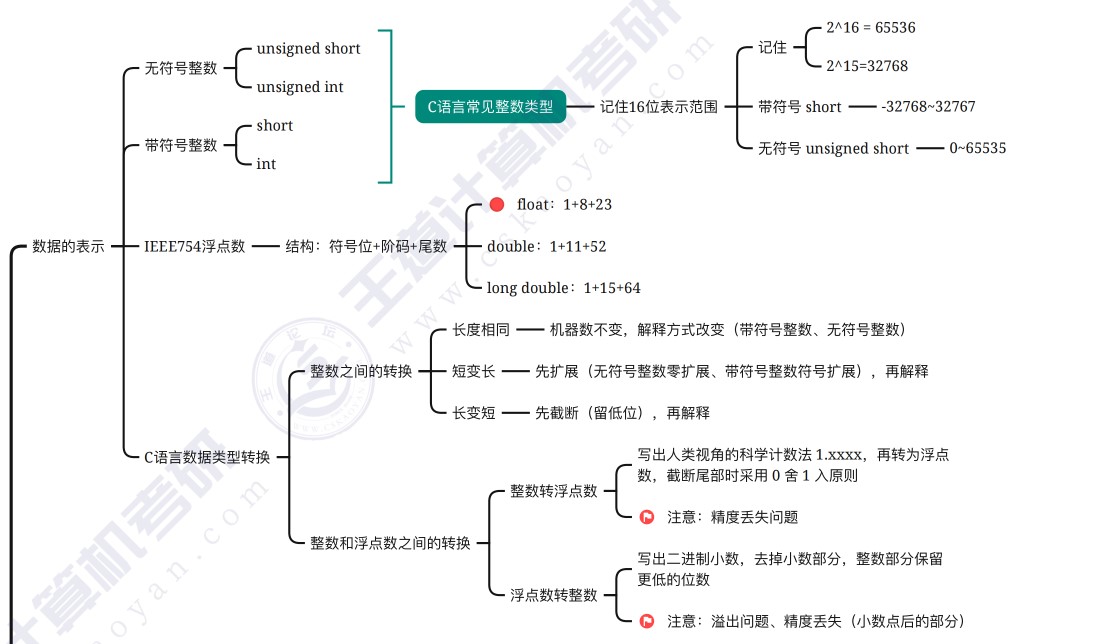 数据的表示
无符号整数
unsigned short
unsigned int
带符号整数
short
int
C语言常见整数类型
记住16位表示范围
记住
2^16 = 65536
2^15=32768
带符号 short
-32768~32767
无符号 unsigned short
0~65535
IEEE754浮点数
结构：符号位+阶码+尾数
float：1+8+23
double：1+11+52
long double：1+15+64
C语言数据类型转换
整数之间的转换
长度相同
机器数不变，解释方式改变（带符号整数、无符号整数）
短变长
先扩展（无符号整数零扩展、带符号整数符号扩展），再解释
长变短
先截断（留低位），再解释
整数和浮点数之间的转换
整数转浮点数
写出人类视角的科学计数法 1.xxxx，再转为浮点
数，截断尾部时采用 0 舍 1 入原则
注意：精度丢失问题
浮点数转整数
写出二进制小数，去掉小数部分，整数部分保留
更低的位数
注意：溢出问题、精度丢失（小数点后的部分）
王道计算机考研
www.cskaoyan.com
计算机考研
oyan.com